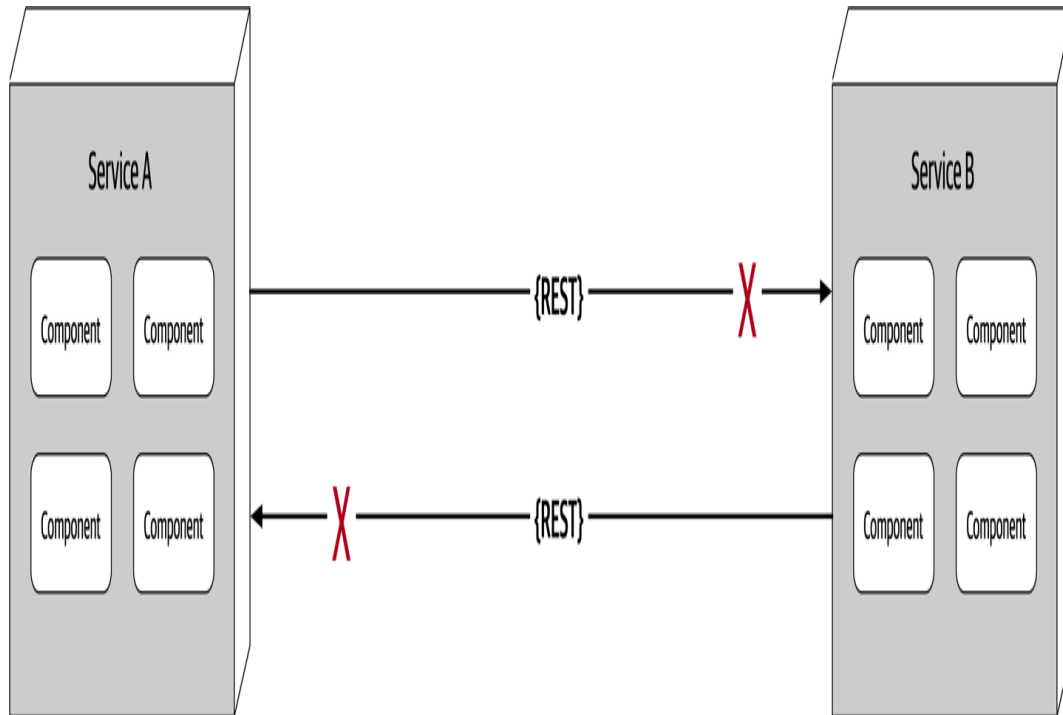 Service A
Component
Component
Component
Component
{REST}
X
{REST}
X
Service B
Component
Component
Component
Component